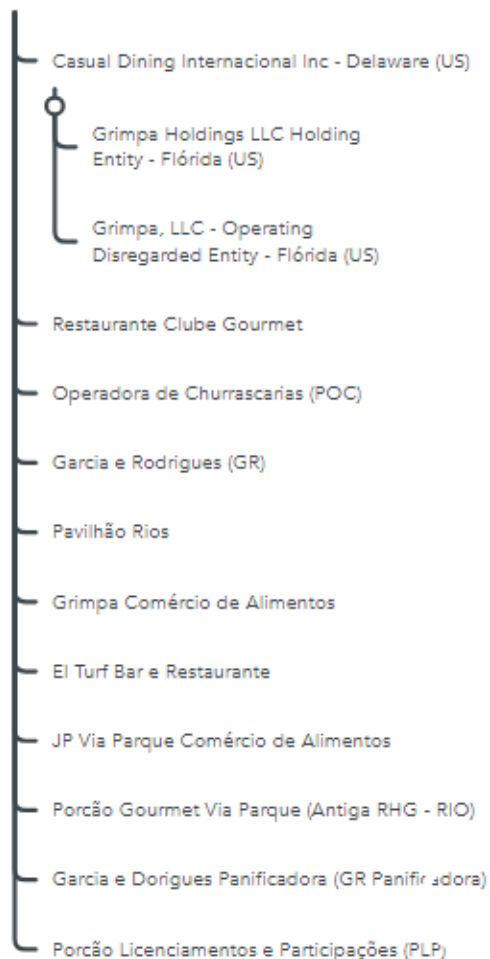 Casual Dining Internacional Inc - Delaware (US)
Grimpa Holdings LLC Holding
Entity - Flórida (US)
Grimpa, LLC - Operating
Disregarded Entity - Flórida (US)
Restaurante Clube Gourmet
Operadora de Churrascarias (POC)
Garcia e Rodrigues (GR)
Pavilhão Rios
Grimpa Comércio de Alimentos
El Turf Bar e Restaurante
JP Via Parque Comércio de Alimentos
Porcão Gourmet Via Parque (Antiga RHG - RIO)
Garcia e Dorigues Panificadora (GR Panificadora)
Porcão Licenciamentos e Participações (PLP)